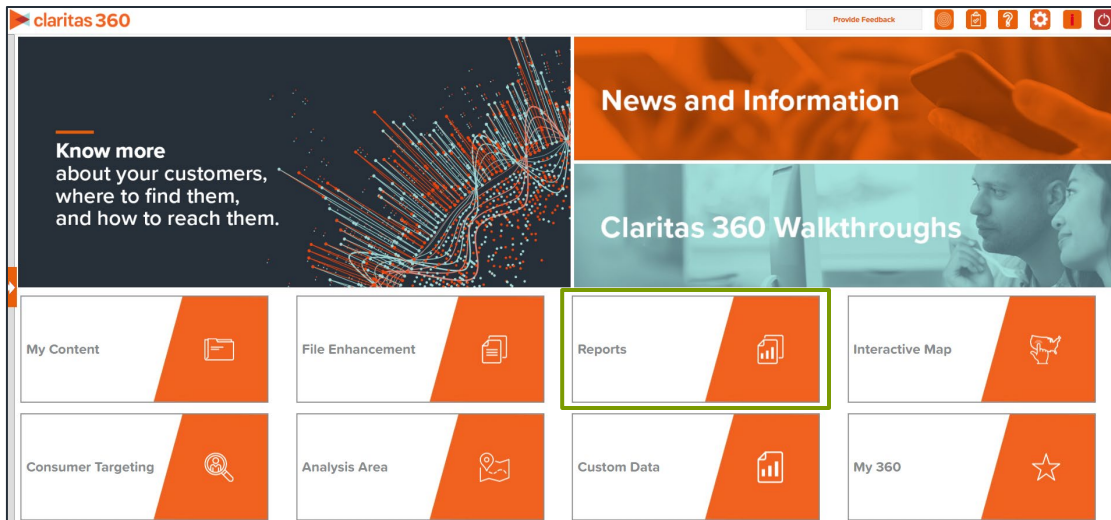 claritas 360
Provide Feedback
Know more
about your customers,
where to find them,
and how to reach them.
News and Information
Claritas 360 Walkthroughs
My Content
File Enhancement
Reports
Interactive Map
Consumer Targeting
Analysis Area
Custom Data
My 360